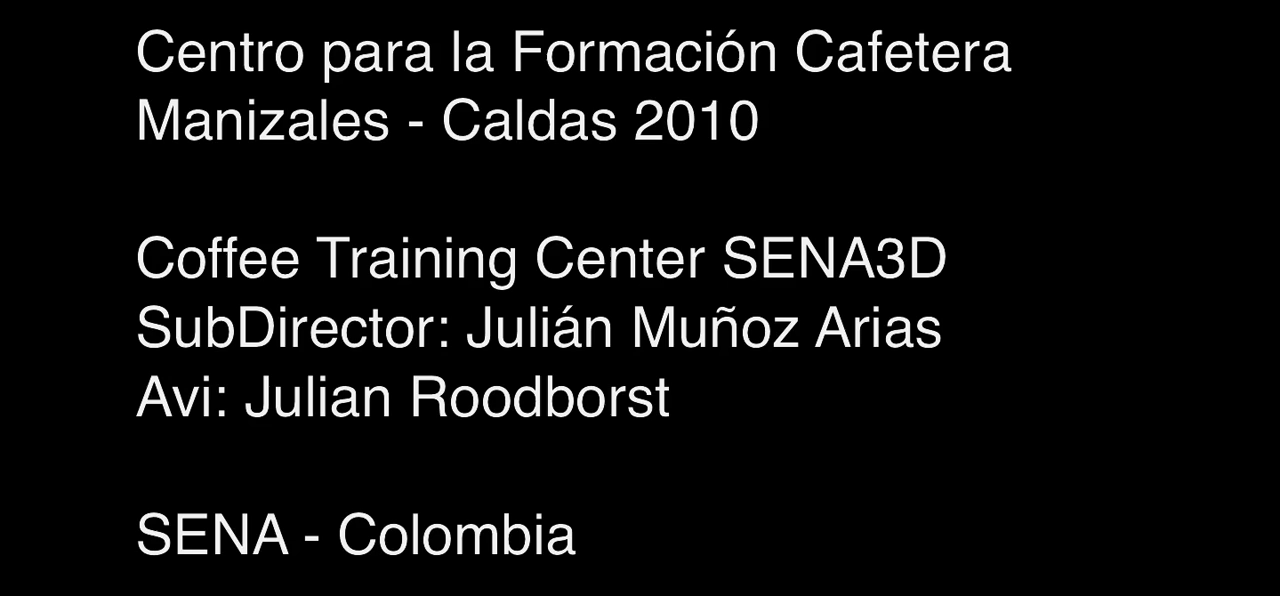 Centro para la Formación Cafetera
Manizales - Caldas 2010
Coffee Training Center SENA3D
SubDirector: Julián Muñoz Arias
Avi: Julian Roodborst
SENA - Colombia